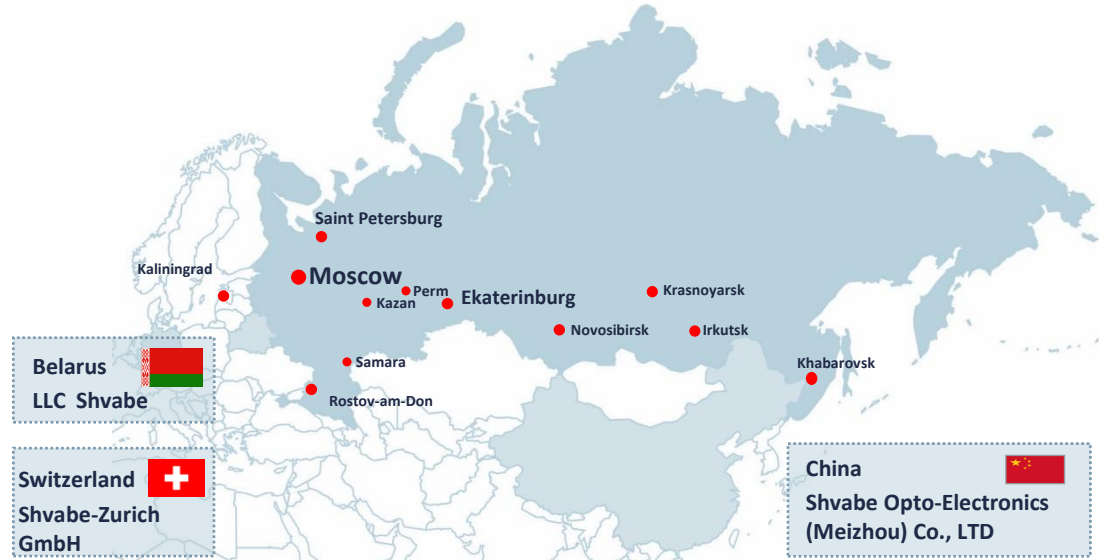 Saint Petersburg
Kaliningrad
Moscow
Perm
Kazan
Ekaterinburg
Krasnoyarsk
Novosibirsk
Irkutsk
Samara
Khabarovsk
Rostov-am-Don
Belarus
LLC Shvabe
Switzerland
Shvabe-Zurich
GmbH
China
Shvabe Opto-Electronics
(Meizhou) Co., LTD